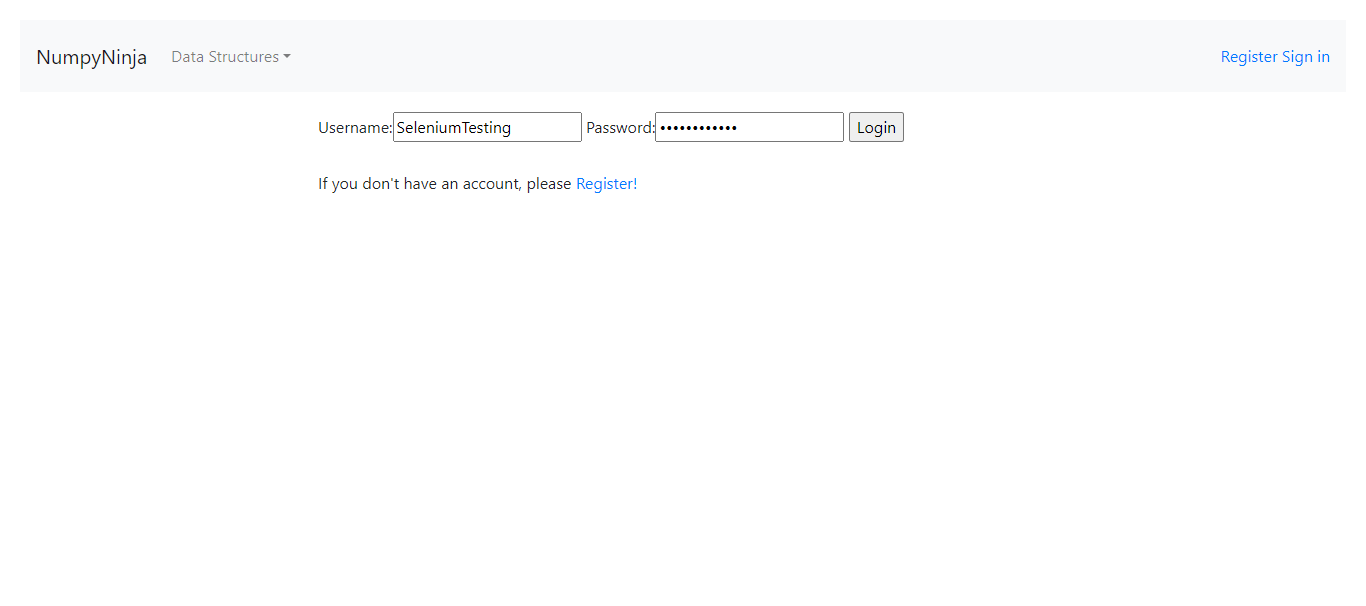 NumpyNinja Data Structures Register Sign in
Username: SeleniumTesting Password: •••••••••••• Login
If you don't have an account, please Register!